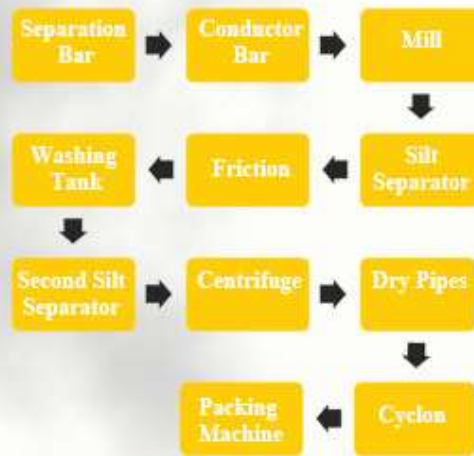 Separation
Bar
Conductor
Bar
Mill
Silt
Separator
Friction
Washing
Tank
Second Silt
Separator
Centrifuge
Dry Pipes
Cyclon
Packing
Machine